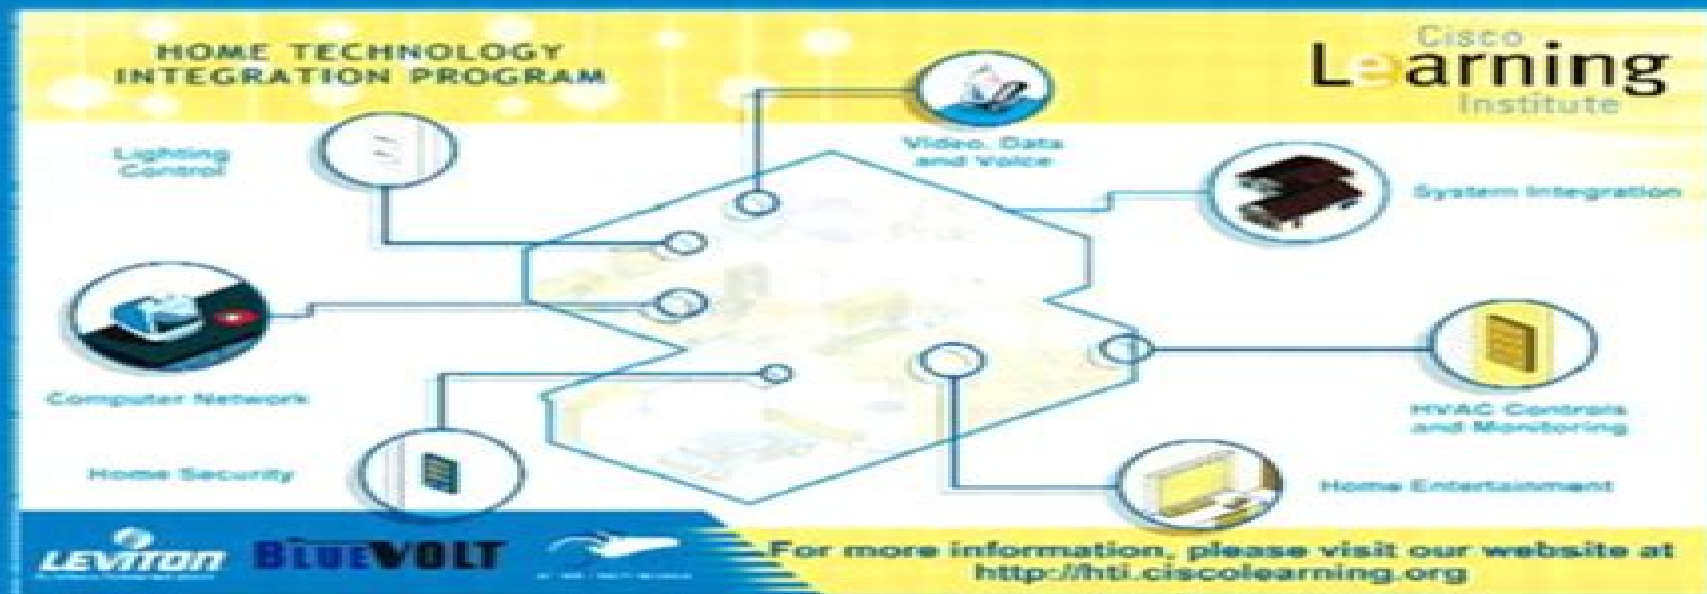 HOME TECHNOLOGY
INTEGRATION PROGRAM
Cisco
Learning
Institute
Lighting
Control
Video, Data
and Voice
System Integration
Computer Network
HVAC Controls
and Monitoring
Home Security
Home Entertainment
LEVITON
BLUEVOLT
For more information, please visit our website at
http://hti.ciscolearning.org